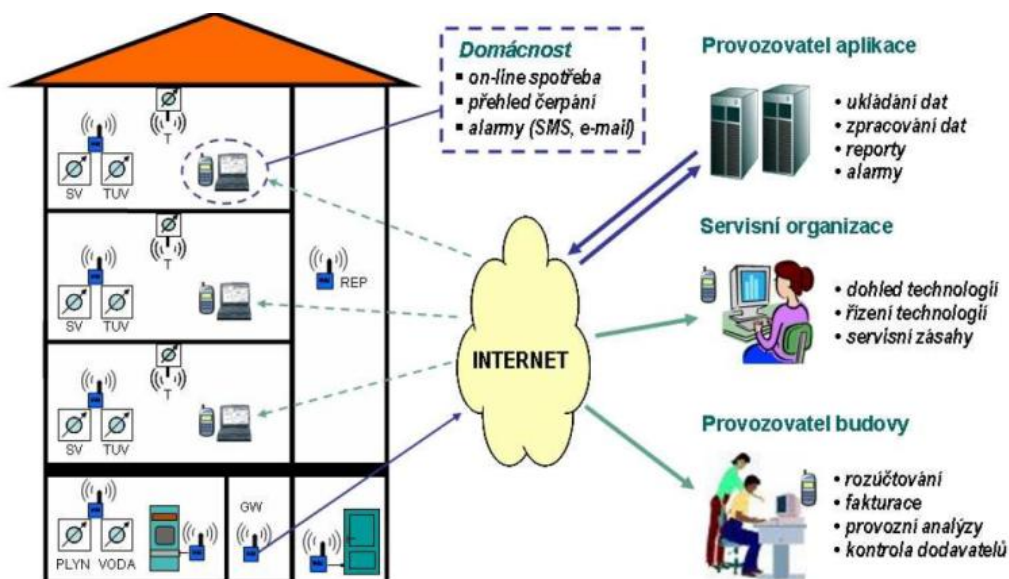 Domácnost
▪ on-line spotřeba
▪ přehled čerpání
▪ alarmy (SMS, e-mail)
Provozovatel aplikace
• ukládání dat
• zpracování dat
• reporty
• alarmy
T
SV TUV
T
SV TUV
REP
T
SV TUV
INTERNET
Servisní organizace
• dohled technologií
• řízení technologií
• servisní zásahy
Provozovatel budovy
• rozúčtování
• fakturace
• provozní analýzy
• kontrola dodavatelů
GW
PLYN VODA